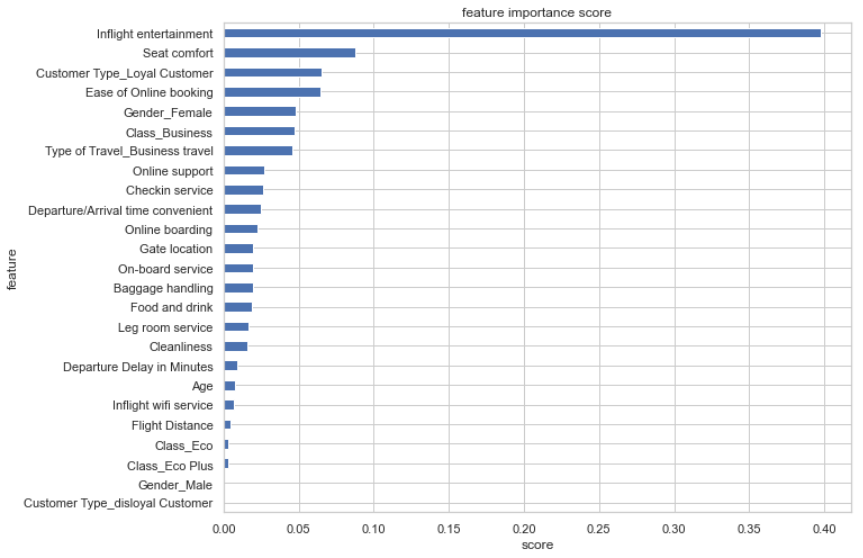 feature importance score
Inflight entertainment
Seat comfort
Customer Type_Loyal Customer
Ease of Online booking
Gender_Female
Class_Business
Type of Travel_Business travel
Online support
Checkin service
Departure/Arrival time convenient
Online boarding
Gate location
On-board service
Baggage handling
Food and drink
Leg room service
Cleanliness
Departure Delay in Minutes
Age
Inflight wifi service
Flight Distance
Class_Eco
Class_Eco Plus
Gender_Male
Customer Type_disloyal Customer
feature
0.00 0.05 0.10 0.15 0.20 0.25 0.30 0.35 0.40
score